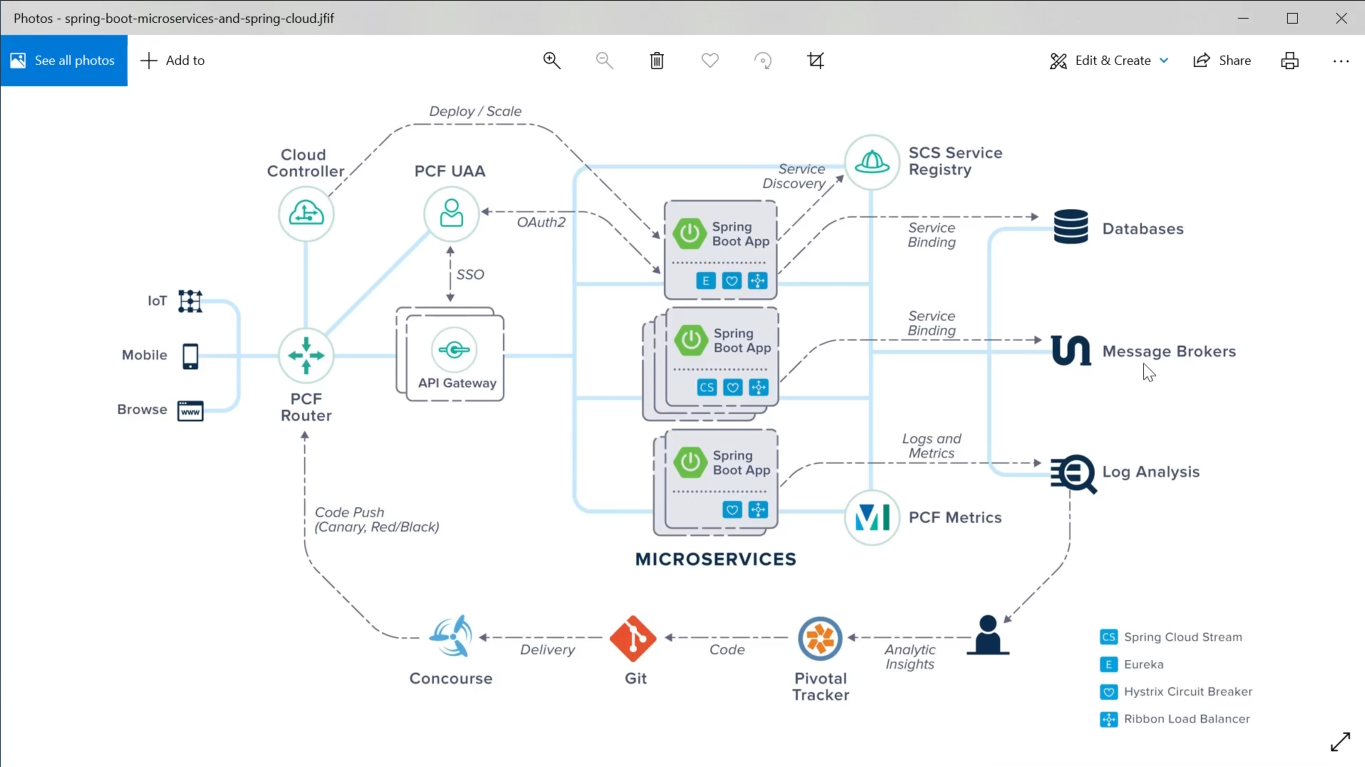 Photos - spring-boot-microservices-and-spring-cloud.jfif
See all photos
Add to
Edit & Create
Share
Deploy / Scale
Cloud
Controller
PCF UAA
Service
Discovery
SCS Service
Registry
OAuth2
Spring
Boot App
E
Service
Binding
Databases
SSO
IoT
Mobile
Browse
www
PCF
Router
API Gateway
Spring
Boot App
CS
Service
Binding
Message Brokers
Spring
Boot App
Logs and
Metrics
Log Analysis
PCF Metrics
Code Push
(Canary, Red/Black)
MICROSERVICES
Concourse
Delivery
Git
Code
Pivotal
Tracker
Analytic
Insights
CS Spring Cloud Stream
E Eureka
Hystrix Circuit Breaker
Ribbon Load Balancer